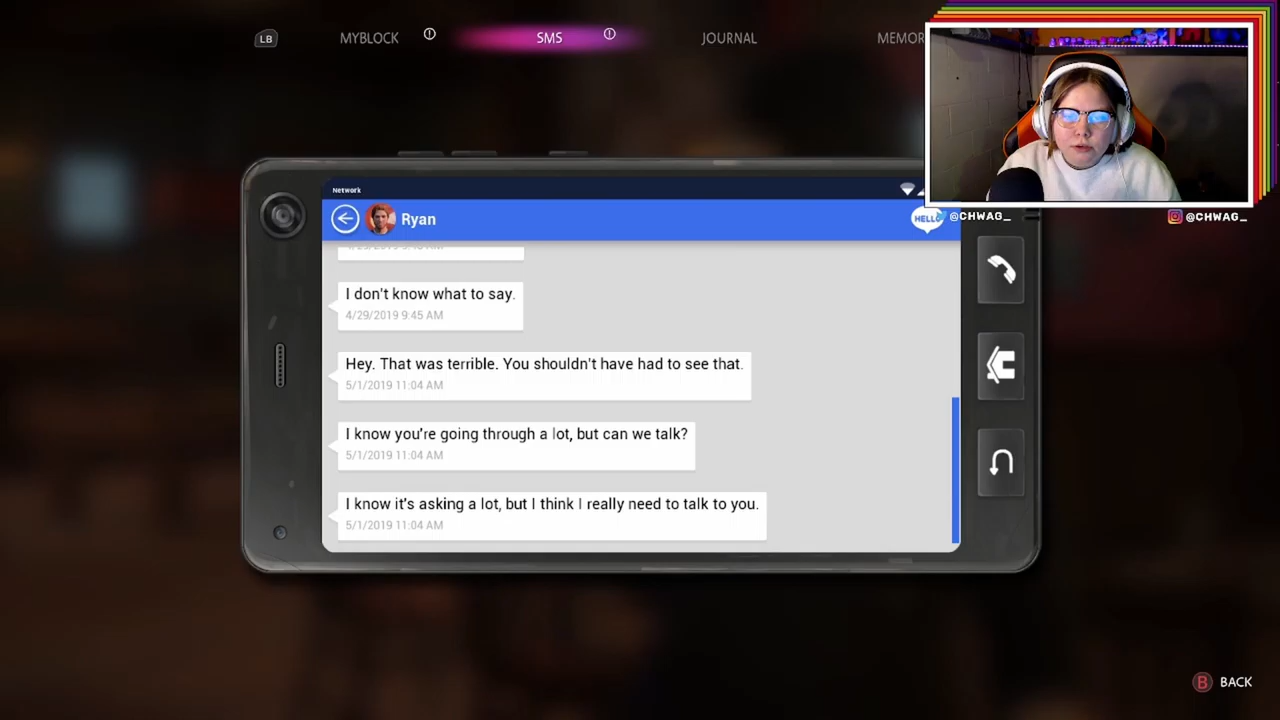 LB
MYBLOCK
SMS
JOURNAL
MEMOR
Network
Ryan
HELLO
@CHWAG_
@CHWAG_
I don't know what to say.
4/29/2019 9:45 AM
Hey. That was terrible. You shouldn't have had to see that.
5/1/2019 11:04 AM
I know you're going through a lot, but can we talk?
5/1/2019 11:04 AM
I know it's asking a lot, but I think I really need to talk to you.
5/1/2019 11:04 AM
B BACK